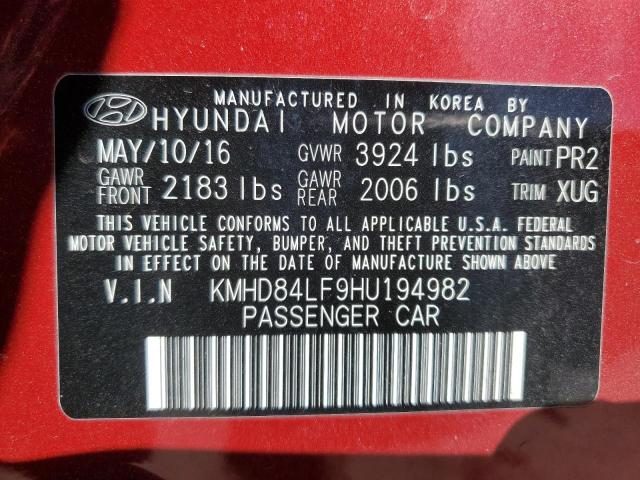 MANUFACTURED IN KOREA BY
HYUNDAI MOTOR COMPANY
MAY/10/16 GVWR 3924 lbs PAINT PR2
GAWR FRONT 2183 lbs GAWR REAR 2006 lbs TRIM XUG
THIS VEHICLE CONFORMS TO ALL APPLICABLE U.S.A. FEDERAL
MOTOR VEHICLE SAFETY, BUMPER, AND THEFT PREVENTION STANDARDS
IN EFFECT ON THE DATE OF MANUFACTURE SHOWN ABOVE
V.I.N KMHD84LF9HU194982
PASSENGER CAR